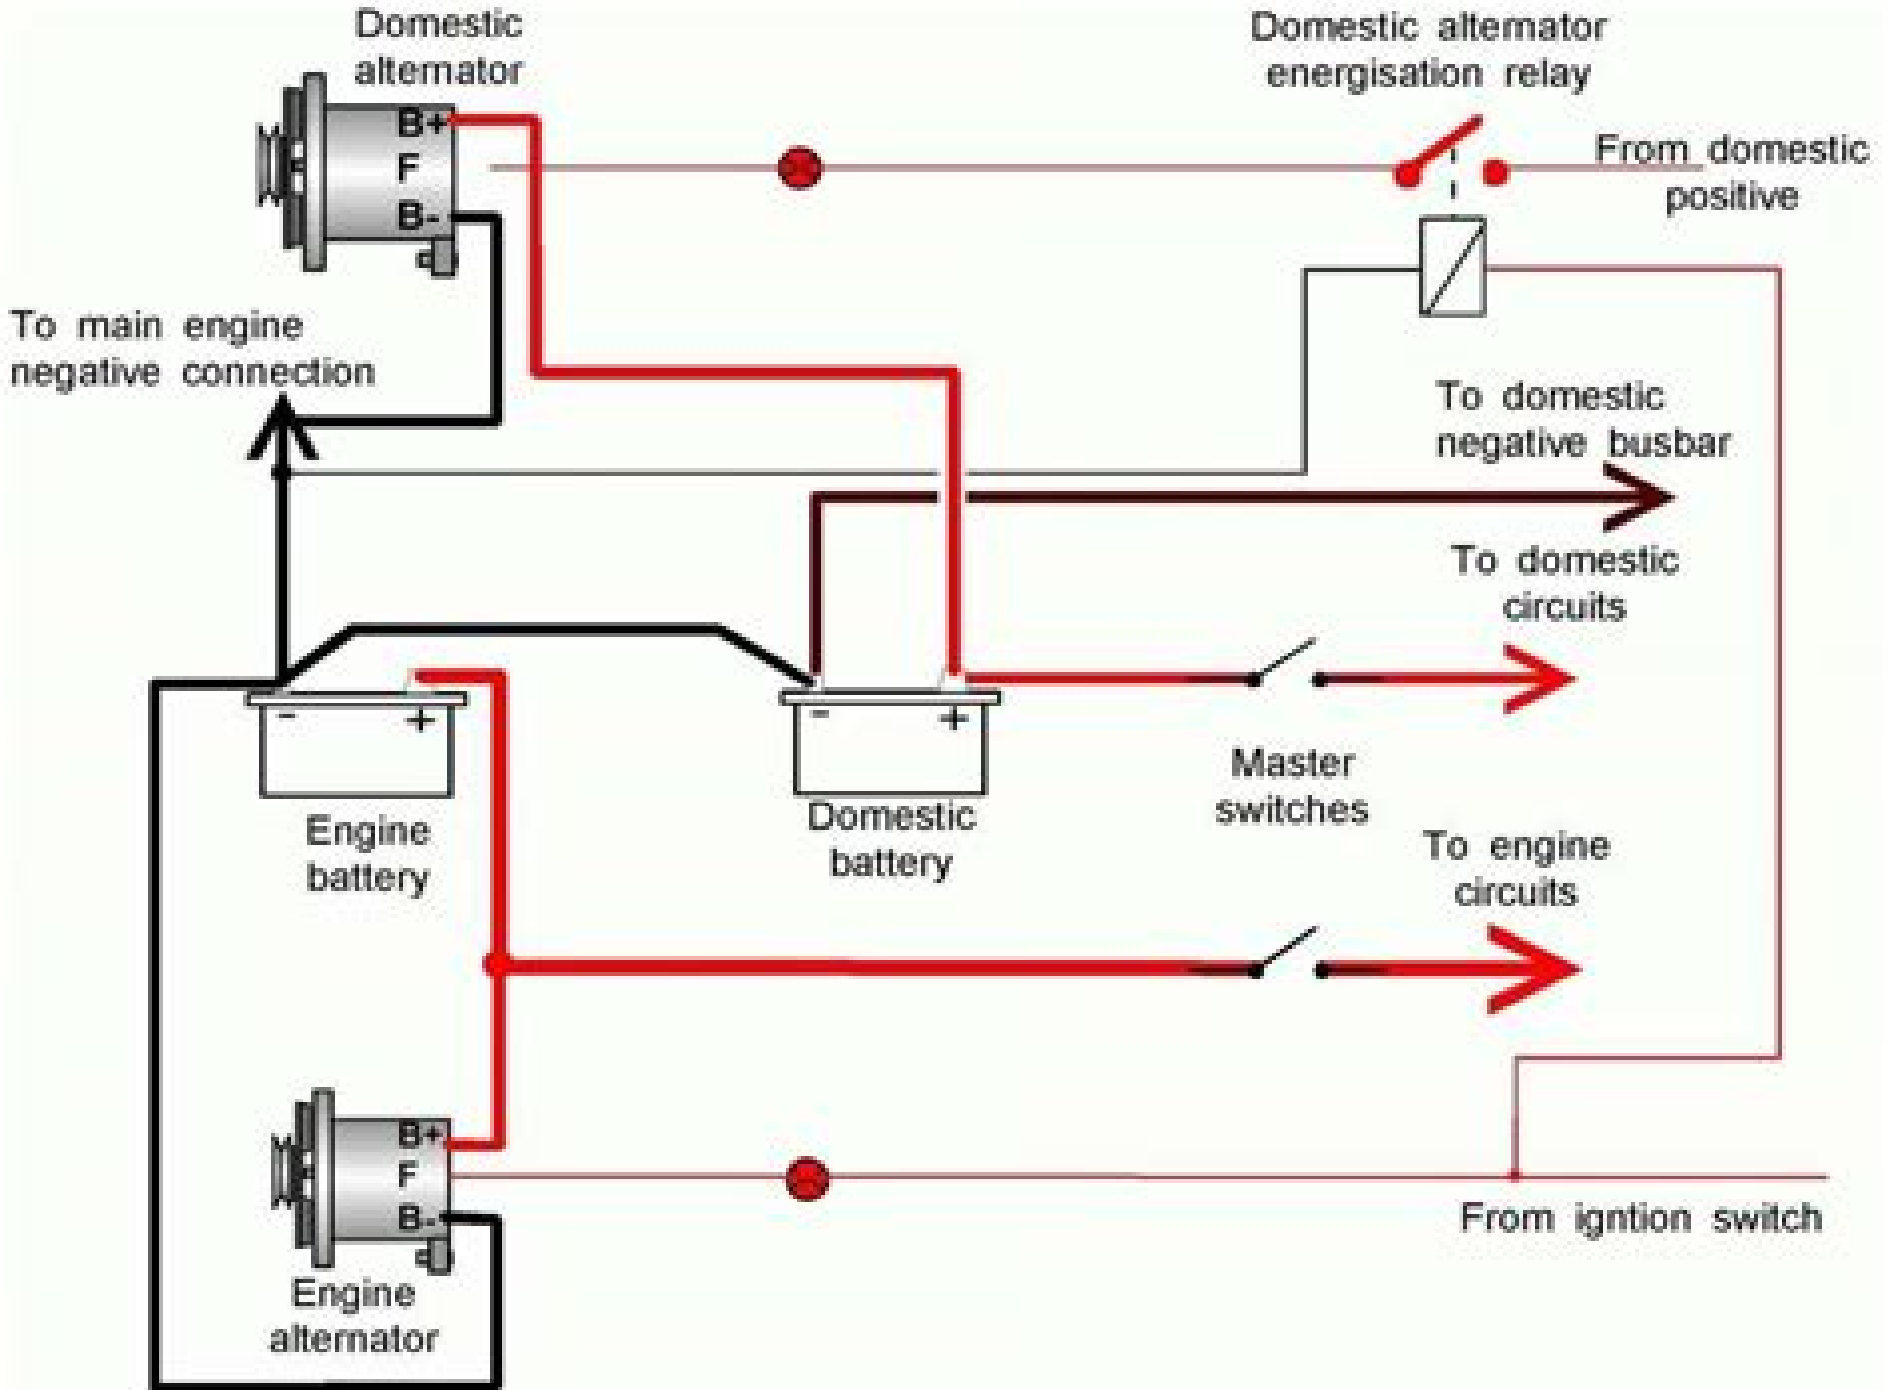 Domestic
alternator
Domestic alternator
energisation relay
B+
F
B-
From domestic
positive
To main engine
negative connection
To domestic
negative busbar
To domestic
circuits
- +
- +
Engine
battery
Domestic
battery
Master
switches
To engine
circuits
B+
F
B-
From igntion switch
Engine
alternator